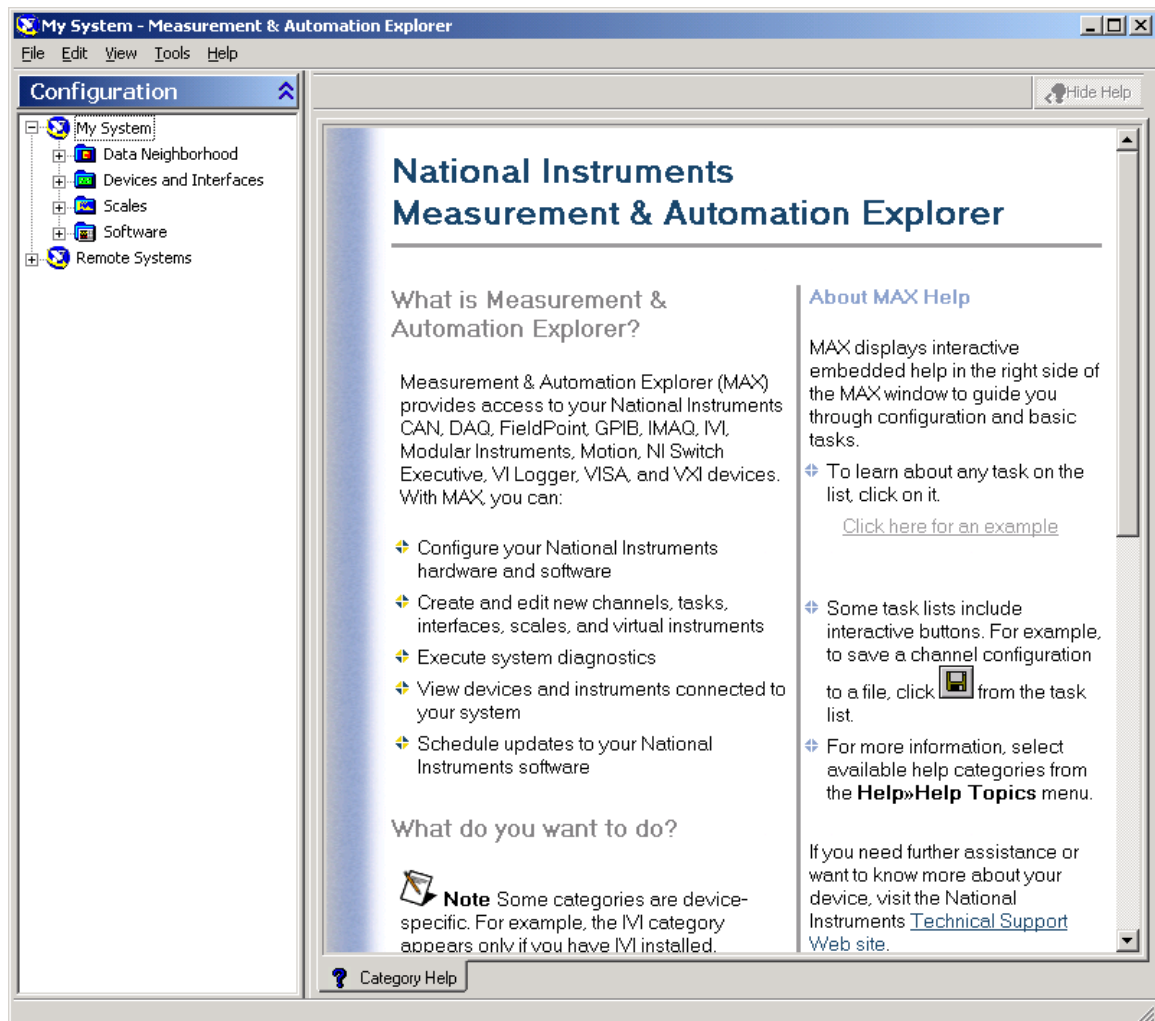 My System - Measurement & Automation Explorer
File Edit View Tools Help
Configuration
Hide Help
My System
Data Neighborhood
Devices and Interfaces
Scales
Software
Remote Systems
National Instruments
Measurement & Automation Explorer
What is Measurement &
Automation Explorer?
Measurement & Automation Explorer (MAX)
provides access to your National Instruments
CAN, DAQ, FieldPoint, GPIB, IMAQ, IVI,
Modular Instruments, Motion, NI Switch
Executive, VI Logger, VISA, and VXI devices.
With MAX, you can:
Configure your National Instruments
hardware and software
Create and edit new channels, tasks,
interfaces, scales, and virtual instruments
Execute system diagnostics
View devices and instruments connected to
your system
Schedule updates to your National
Instruments software
What do you want to do?
Note Some categories are device-
specific. For example, the IVI category
appears only if you have IVI installed.
About MAX Help
MAX displays interactive
embedded help in the right side of
the MAX window to guide you
through configuration and basic
tasks.
To learn about any task on the
list, click on it.
Click here for an example
Some task lists include
interactive buttons. For example,
to save a channel configuration
to a file, click from the task
list.
For more information, select
available help categories from
the Help»Help Topics menu.
If you need further assistance or
want to know more about your
device, visit the National
Instruments Technical Support
Web site.
Category Help